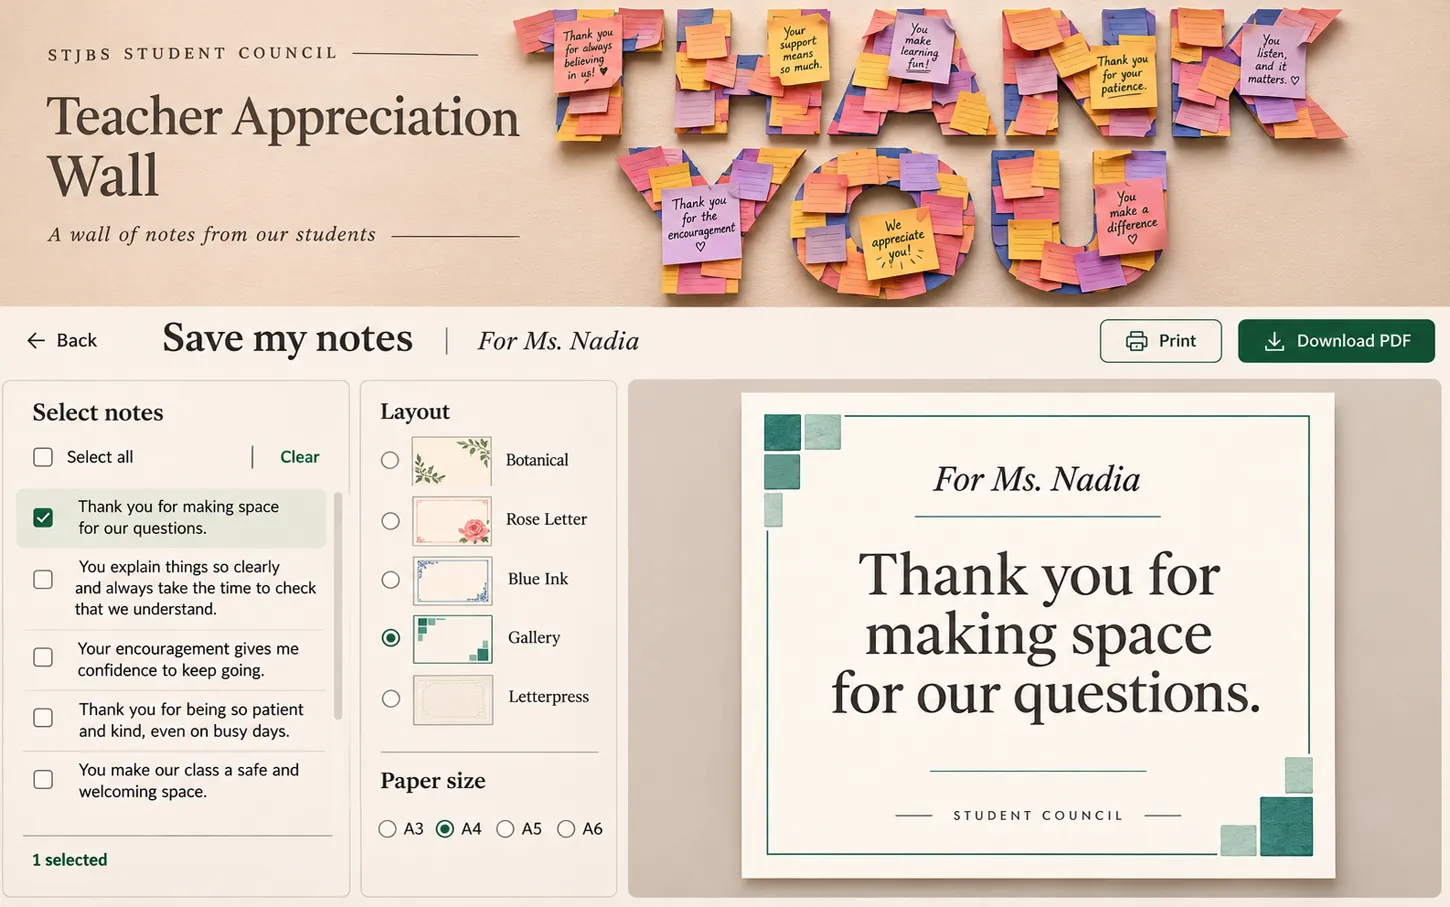 STJBS STUDENT COUNCIL
Teacher Appreciation
Wall
A wall of notes from our students
THANK
YOU
Thank you
for always
believing
in us! ♥
Your
support
means
so much.
You
make
learning
fun!
Thank you
for your
patience.
You
listen,
and it
matters. ♡
Thank you
for the
encouragement
♡
We
appreciate
you!
You
make a
difference
♡
← Back
Save my notes | For Ms. Nadia
Print
Download PDF
Select notes
Select all | Clear
Thank you for making space
for our questions.
You explain things so clearly
and always take the time to check
that we understand.
Your encouragement gives me
confidence to keep going.
Thank you for being so patient
and kind, even on busy days.
You make our class a safe and
welcoming space.
1 selected
Layout
Botanical
Rose Letter
Blue Ink
Gallery
Letterpress
Paper size
A3 A4 A5 A6
For Ms. Nadia
Thank you for
making space
for our questions.
STUDENT COUNCIL